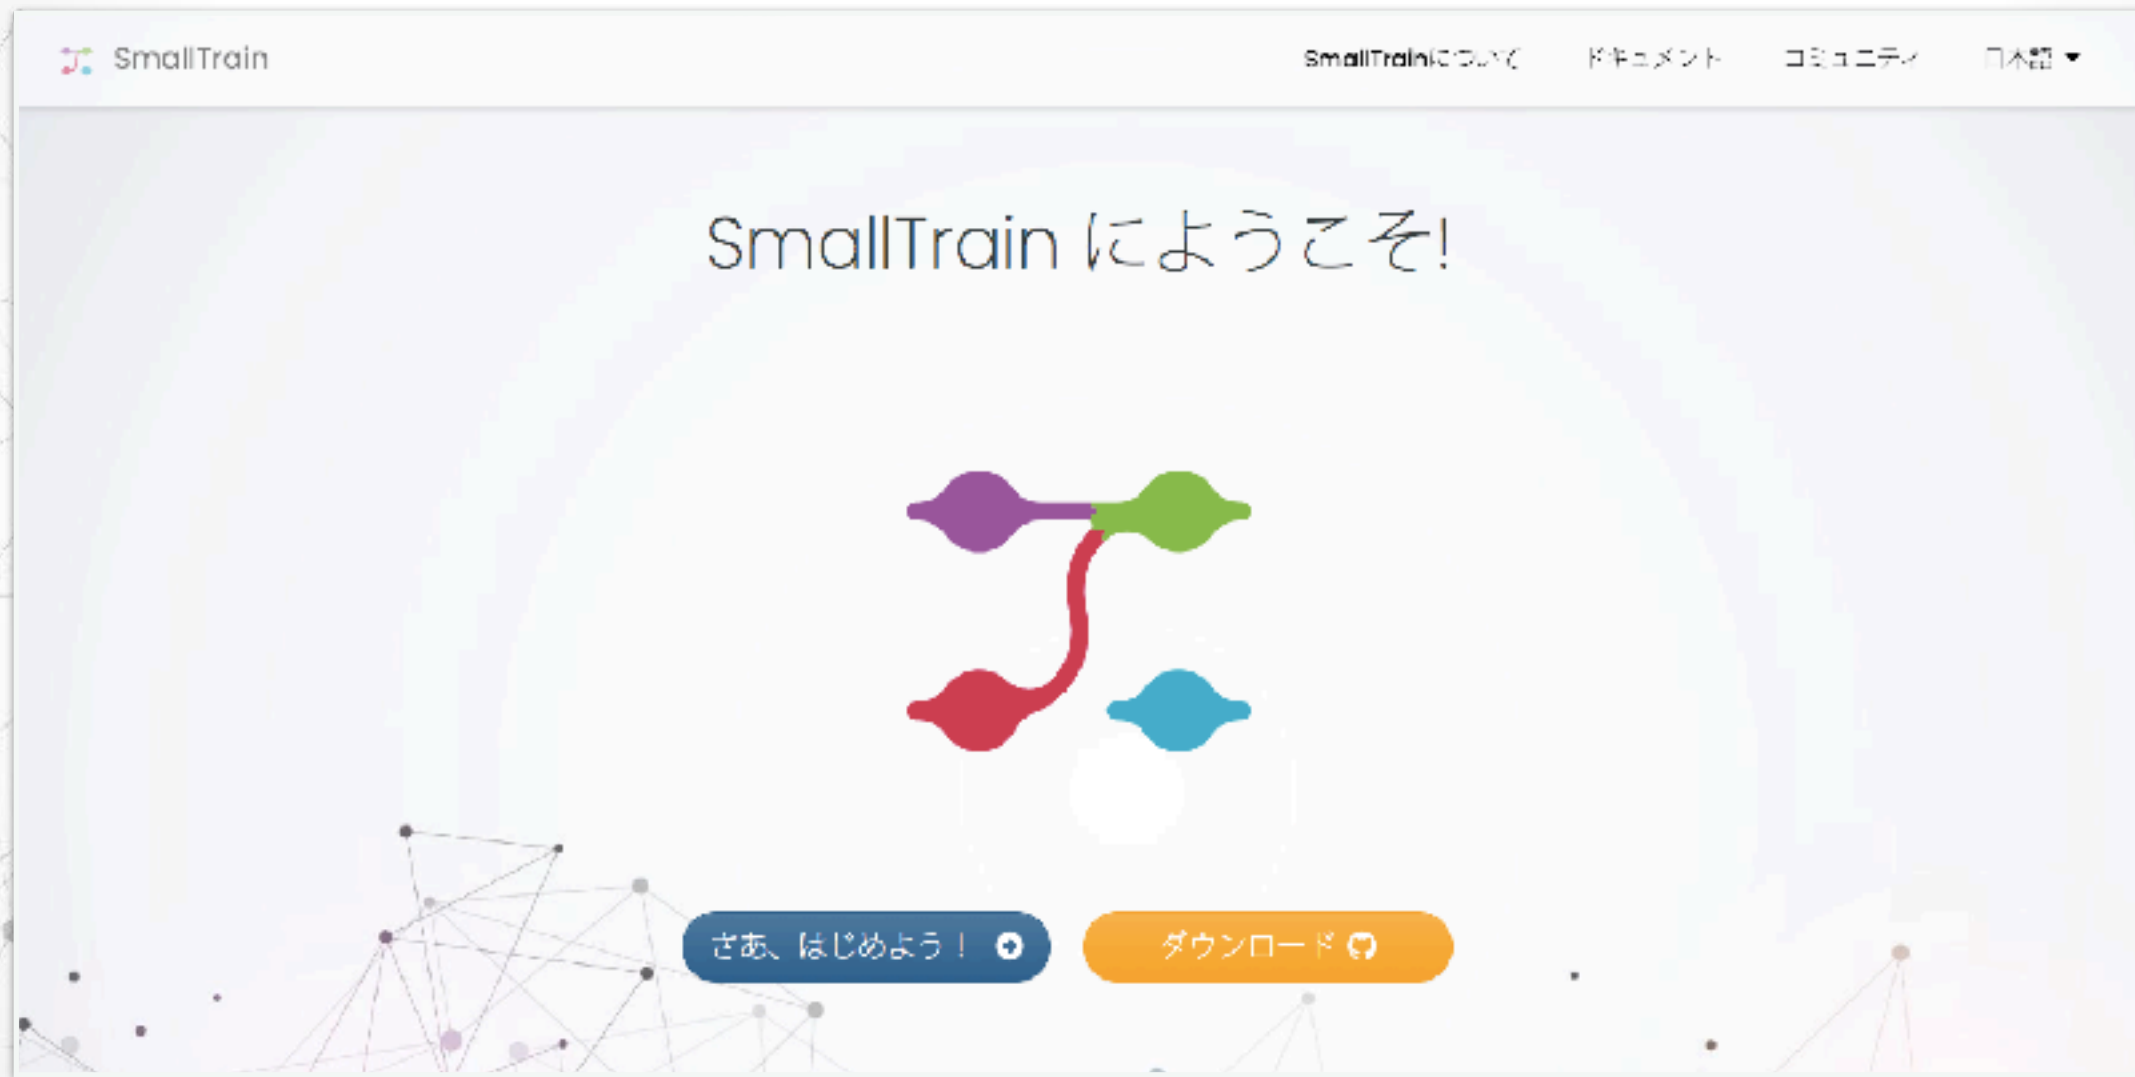 SmallTrain
SmallTrainについて
ドキュメント
コミュニティ
日本語
SmallTrain にようこそ!
さあ、はじめよう！
ダウンロード